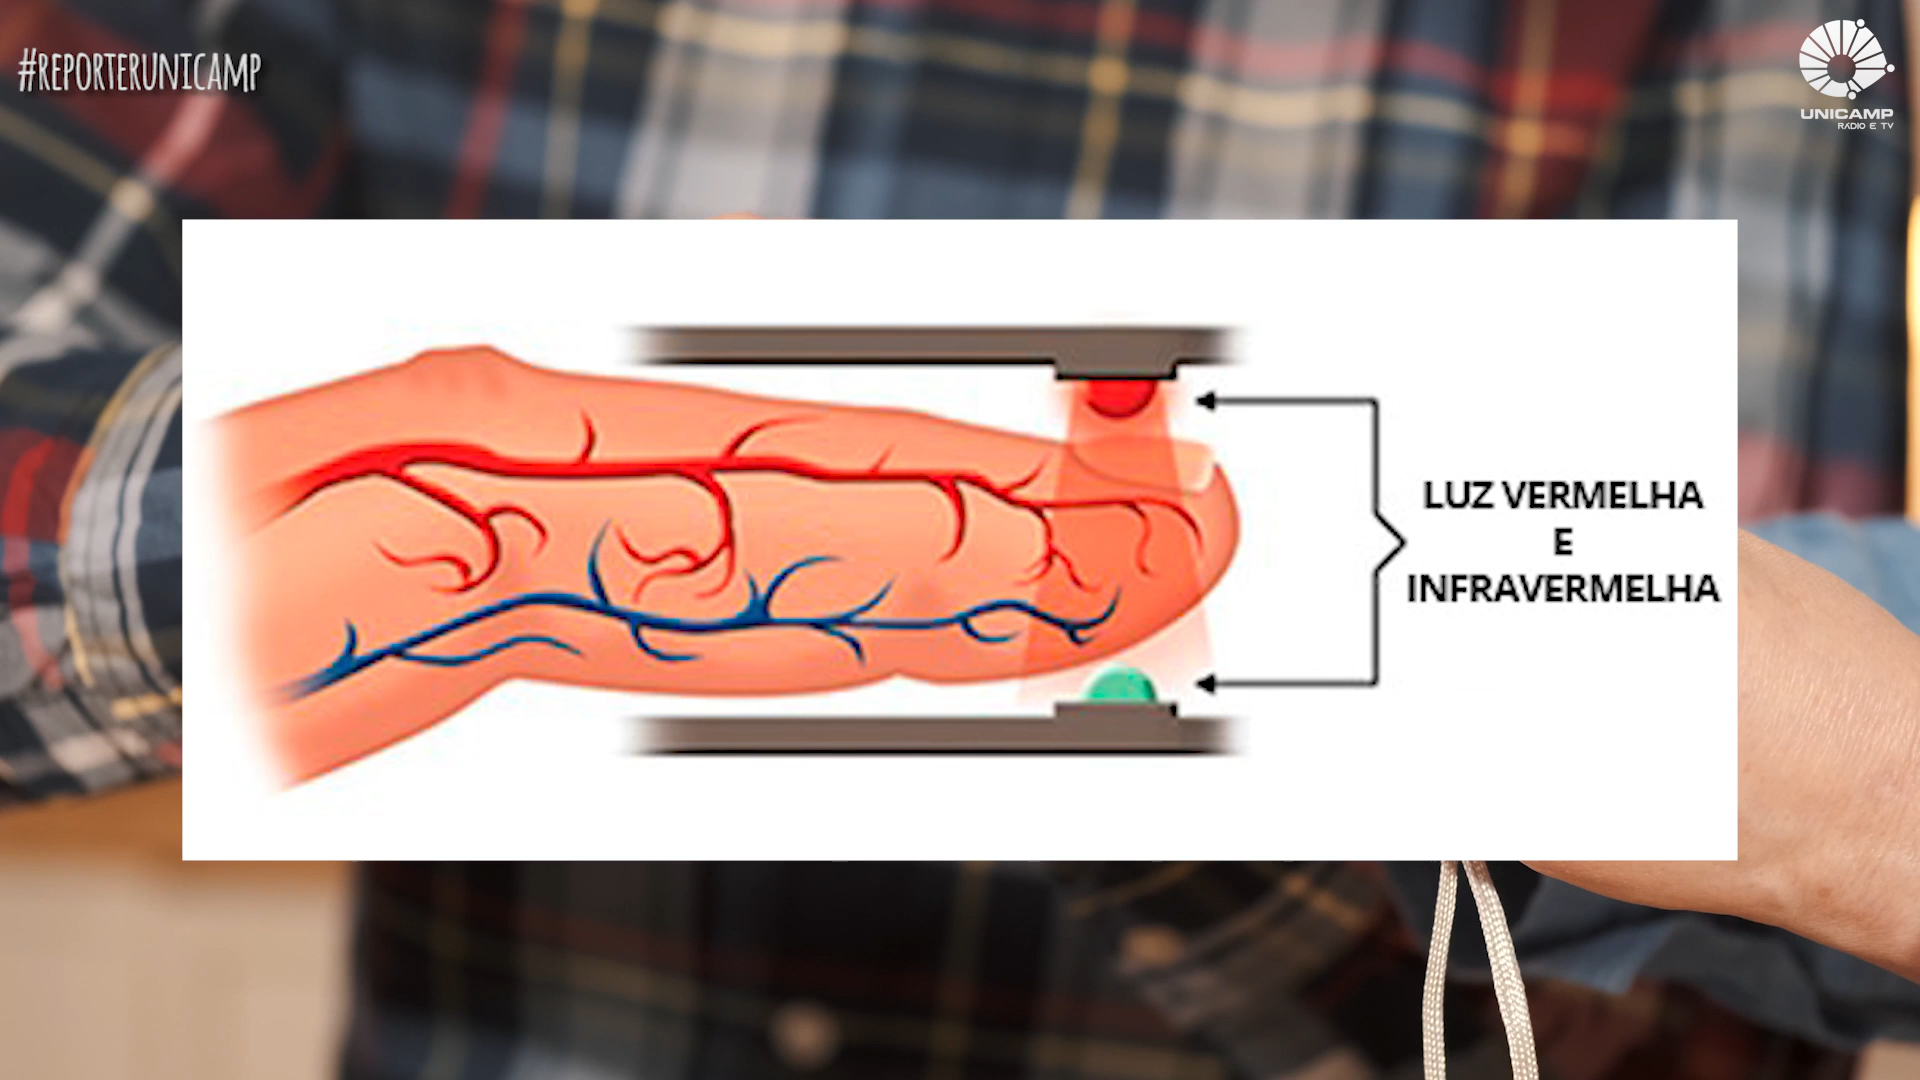 #REPORTERUNICAMP
UNICAMP
RÁDIO E TV
LUZ VERMELHA
E
INFRAVERMELHA